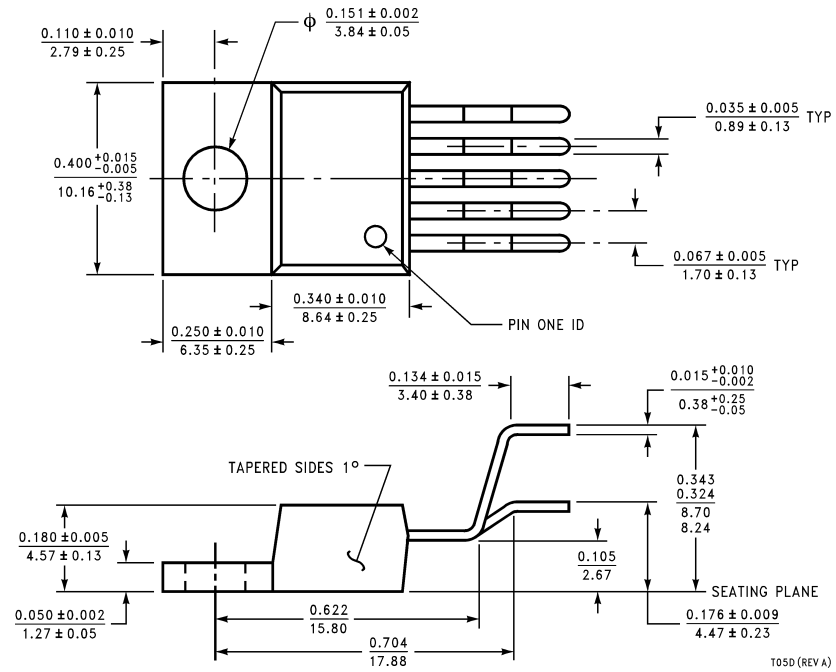 ϕ 0.151 ± 0.002
3.84 ± 0.05
0.110 ± 0.010
2.79 ± 0.25
0.035 ± 0.005 TYP
0.89 ± 0.13
0.400 +0.015 -0.005
10.16 +0.38 -0.13
0.067 ± 0.005 TYP
1.70 ± 0.13
0.340 ± 0.010
8.64 ± 0.25
PIN ONE ID
0.250 ± 0.010
6.35 ± 0.25
0.134 ± 0.015
3.40 ± 0.38
0.015 +0.010 -0.002
0.38 +0.25 -0.05
TAPERED SIDES 1°
0.343
0.324
8.70
8.24
0.180 ± 0.005
4.57 ± 0.13
0.105
2.67
SEATING PLANE
0.050 ± 0.002
1.27 ± 0.05
0.622
15.80
0.176 ± 0.009
4.47 ± 0.23
0.704
17.88
T05D (REV A)